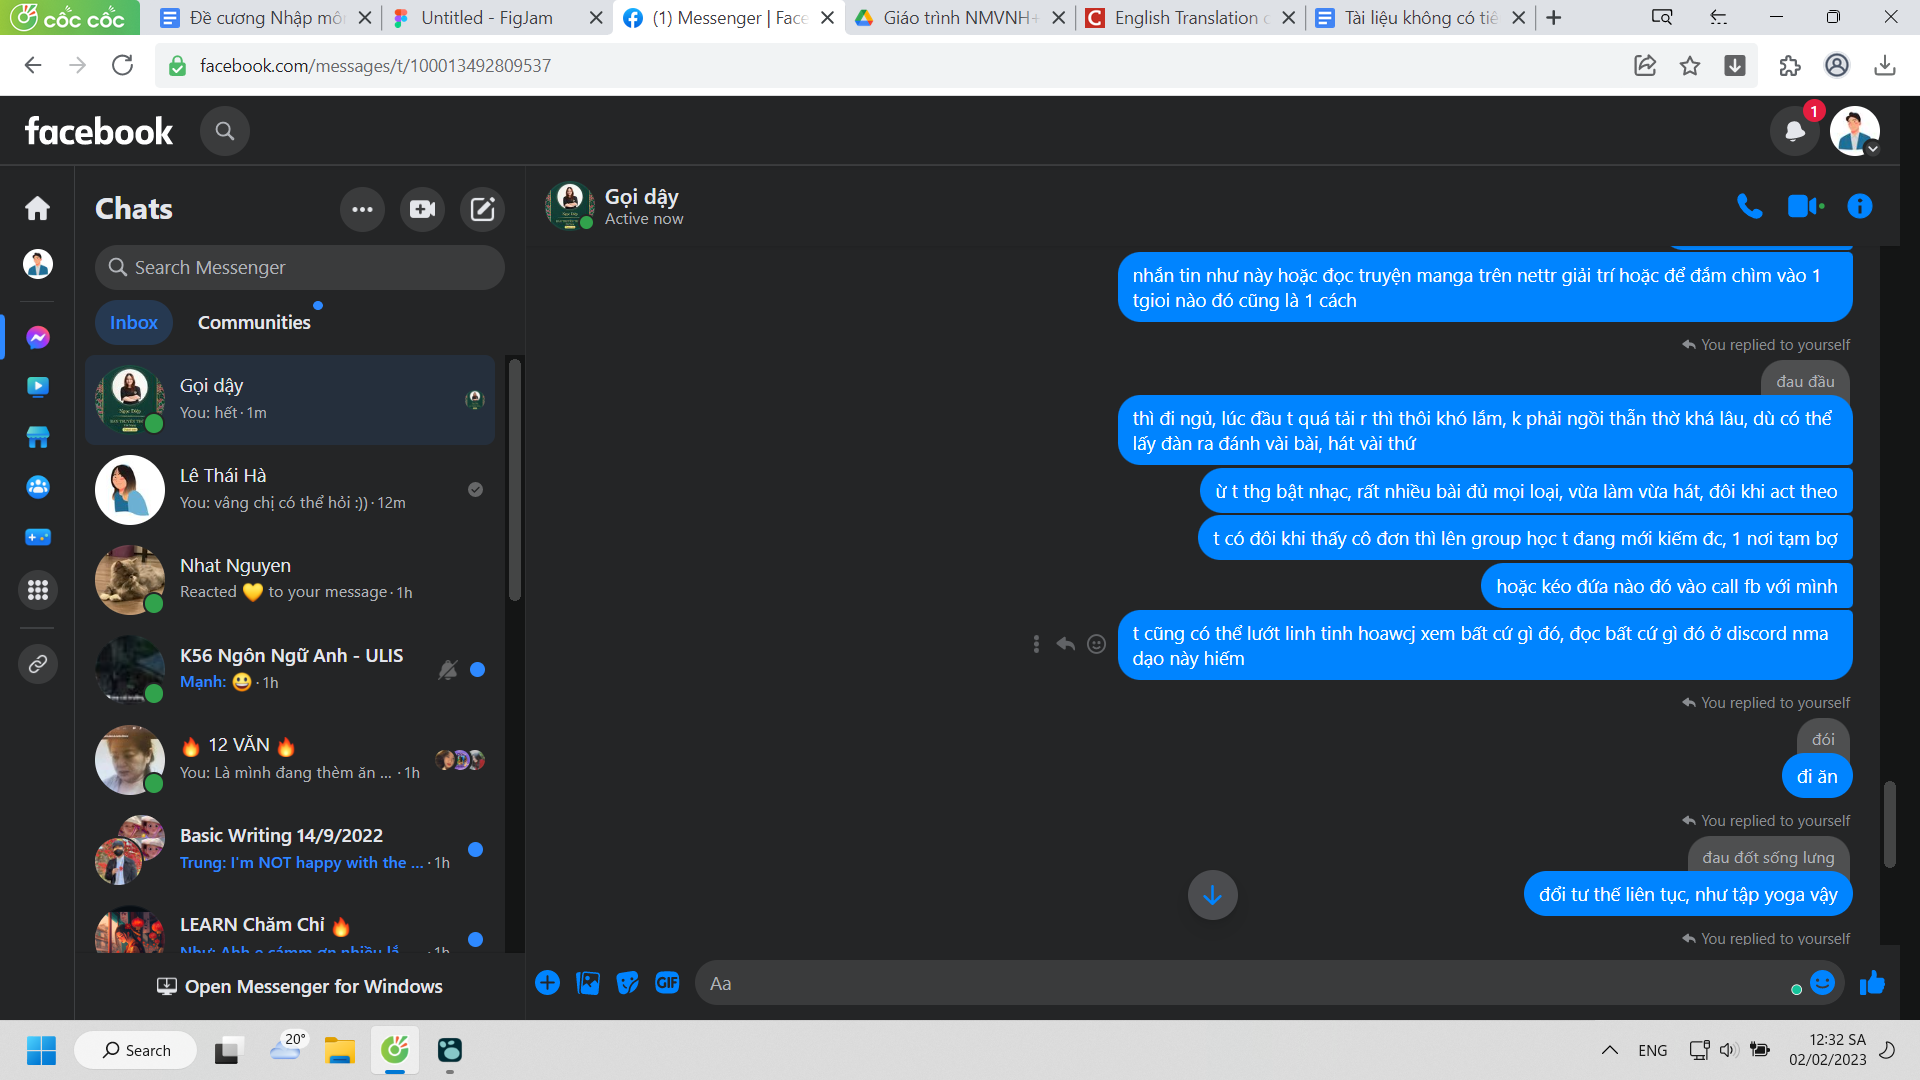 cốc cốc
Đề cương Nhập môn
Untitled - FigJam
(1) Messenger | Face
Giáo trình NMVNH+
English Translation o
Tài liệu không có tiê
facebook.com/messages/t/100013492809537
facebook
1
Chats
Search Messenger
Inbox
Communities
Gọi dậy
You: hết · 1m
Lê Thái Hà
You: vâng chị có thể hỏi :)) · 12m
Nhat Nguyen
Reacted 💛 to your message · 1h
K56 Ngôn Ngữ Anh - ULIS
Mạnh: 😃 · 1h
🔥 12 VĂN 🔥
You: Là mình đang thèm ăn ... · 1h
Basic Writing 14/9/2022
Trung: I'm NOT happy with the ... · 1h
LEARN Chăm Chỉ 🔥
Như: Ahh e cámm ơn nhiều lắ... · 1h
Open Messenger for Windows
Gọi dậy
Active now
nhắn tin như này hoặc đọc truyện manga trên nettr giải trí hoặc để đắm chìm vào 1
tgioi nào đó cũng là 1 cách
You replied to yourself
đau đầu
thì đi ngủ, lúc đầu t quá tải r thì thôi khó lắm, k phải ngồi thẫn thờ khá lâu, dù có thể
lấy đàn ra đánh vài bài, hát vài thứ
ừ t thg bật nhạc, rất nhiều bài đủ mọi loại, vừa làm vừa hát, đôi khi act theo
t có đôi khi thấy cô đơn thì lên group học t đang mới kiếm đc, 1 nơi tạm bợ
hoặc kéo đứa nào đó vào call fb với mình
t cũng có thể lướt linh tinh hoawcj xem bất cứ gì đó, đọc bất cứ gì đó ở discord nma
dạo này hiếm
You replied to yourself
đói
đi ăn
You replied to yourself
đau đốt sống lưng
đổi tư thế liên tục, như tập yoga vậy
You replied to yourself
GIF
Aa
Search
20°
ENG
12:32 SA
02/02/2023